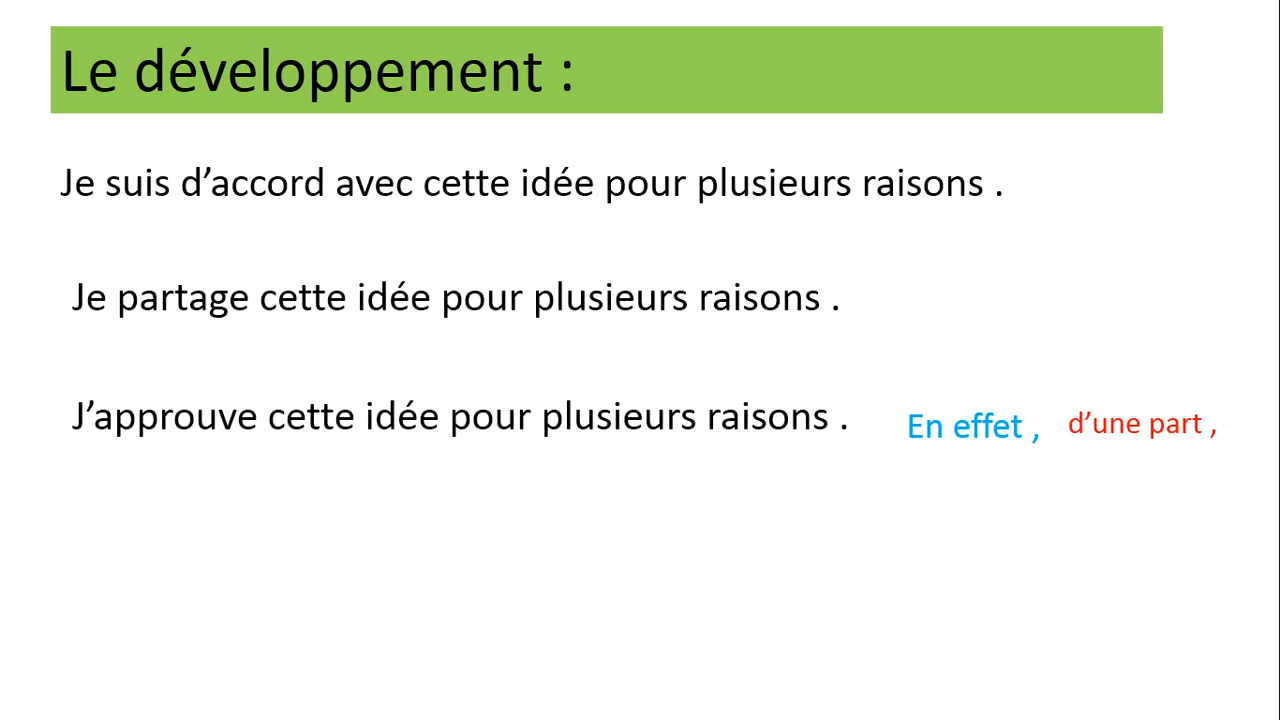 Le développement :
Je suis d’accord avec cette idée pour plusieurs raisons .
Je partage cette idée pour plusieurs raisons .
J’approuve cette idée pour plusieurs raisons . En effet , d’une part ,